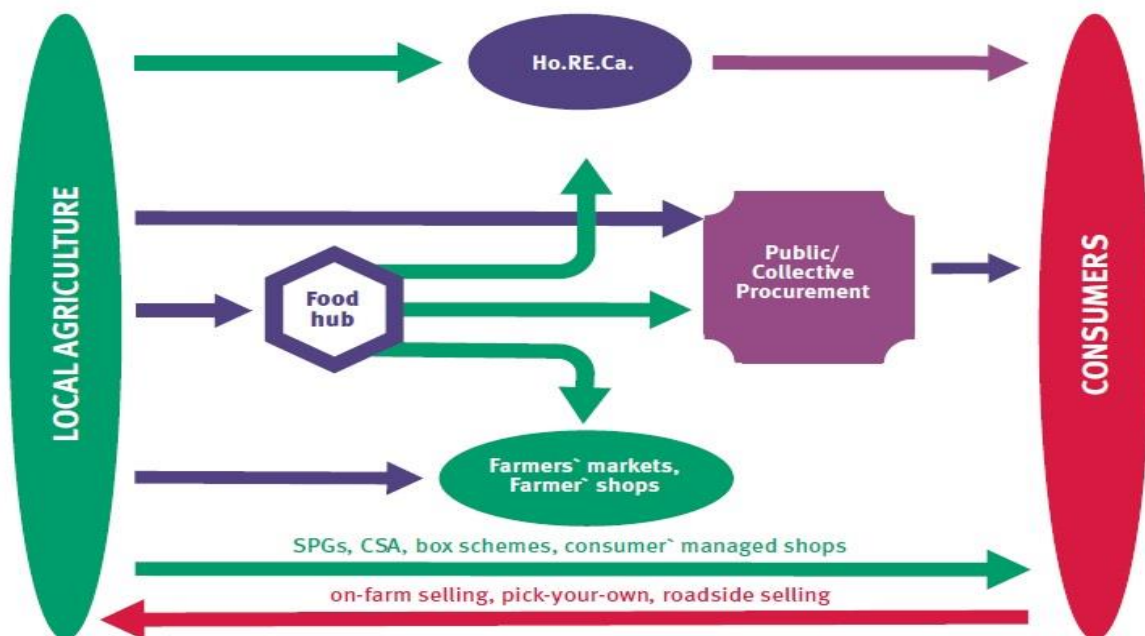 LOCAL AGRICULTURE
Ho.RE.Ca.
Food
hub
Public/
Collective
Procurement
Farmers` markets,
Farmer` shops
SPGs, CSA, box schemes, consumer` managed shops
on-farm selling, pick-your-own, roadside selling
CONSUMERS